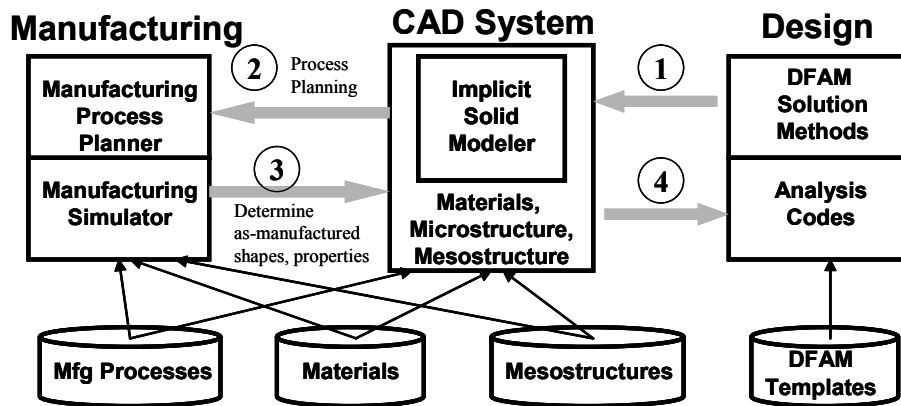 Manufacturing
CAD System
Design
2
Process
Planning
1
Manufacturing
Process
Planner
Implicit
Solid
Modeler
DFAM
Solution
Methods
3
4
Manufacturing
Simulator
Determine
as-manufactured
shapes, properties
Materials,
Microstructure,
Mesostructure
Analysis
Codes
Mfg Processes
Materials
Mesostructures
DFAM
Templates